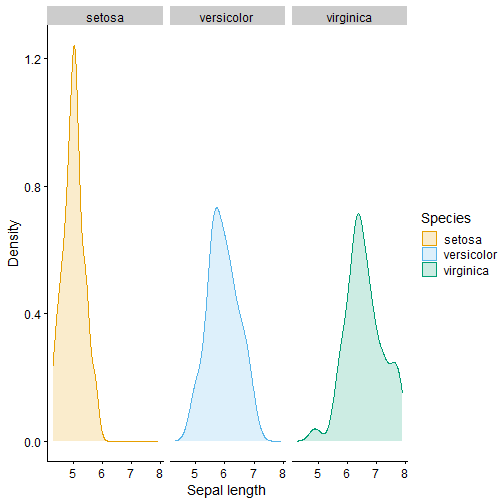 setosa versicolor virginica
1.2
0.8
0.4
0.0
Density
5 6 7 8 5 6 7 8 5 6 7 8
Sepal length
Species
setosa
versicolor
virginica